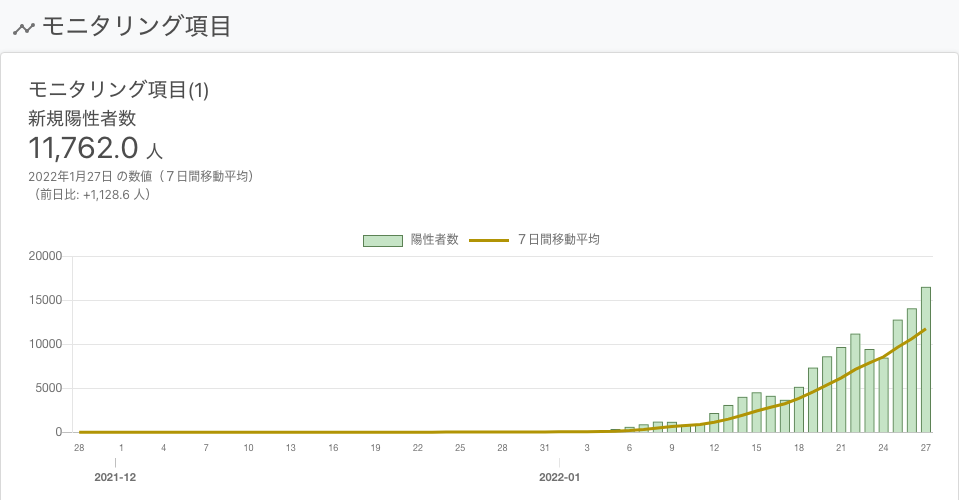 モニタリング項目
モニタリング項目(1)
新規陽性者数
11,762.0 人
2022年1月27日 の数値（７日間移動平均）
（前日比: +1,128.6 人）
陽性者数 ７日間移動平均
20000
15000
10000
5000
0
28 1 4 7 10 13 16 19 22 25 28 31 3 6 9 12 15 18 21 24 27
2021-12 2022-01